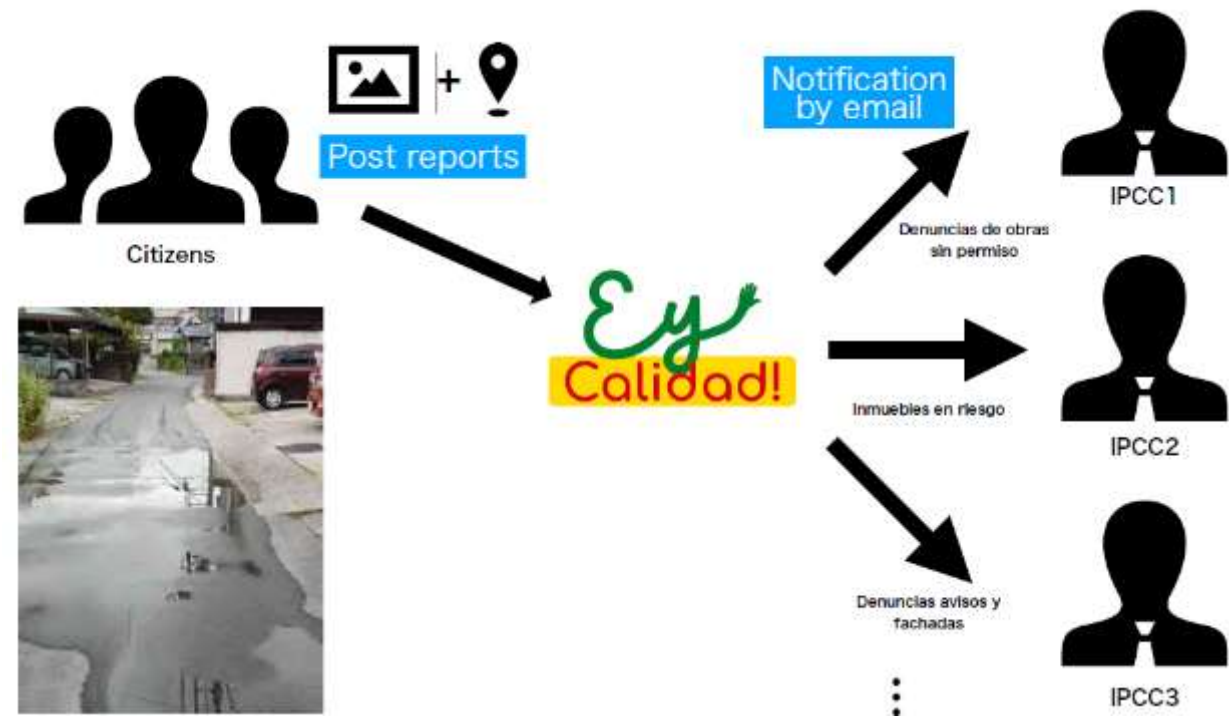 +
Post reports
Citizens
Notification
by email
IPCC1
Denuncias de obras
sin permiso
Ey
Calidad!
Inmuebles en riesgo
IPCC2
Denuncias avisos y
fachadas
IPCC3